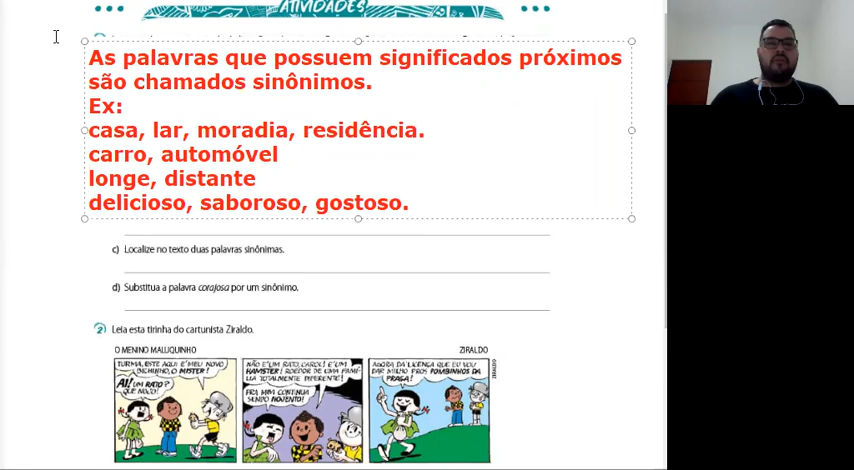 ATIVIDADES
As palavras que possuem significados próximos
são chamados sinônimos.
Ex:
casa, lar, moradia, residência.
carro, automóvel
longe, distante
delicioso, saboroso, gostoso.
c) Localize no texto duas palavras sinônimas.
d) Substitua a palavra corajosa por um sinônimo.
2 Leia esta tirinha do cartunista Ziraldo.
O MENINO MALUQUINHO
ZIRALDO
TURMA, ESTE AQUI É MEU NOVO
BICHINHO, O MISTER!
AI! UM RATO?
QUE NOJO!
NÃO É UM RATO, CAROL! É UM
HAMSTER! ROEDOR DE UMA FAMÍ-
LIA TOTALMENTE DIFERENTE!
PRA MIM CONTINUA
SENDO NOJENTO!
AGORA DÁ LICENÇA QUE EU VOU
DAR MILHO PROS POMBINHOS DA
PRAÇA!
ZIRALDO